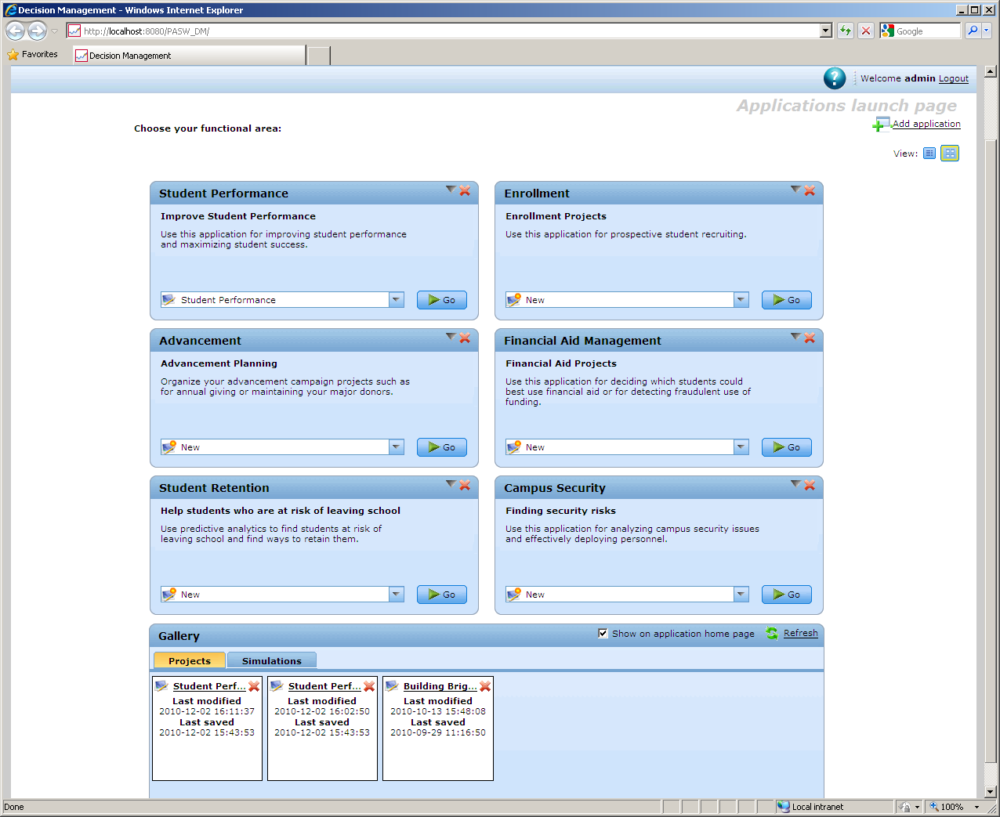 Decision Management - Windows Internet Explorer
http://localhost:8080/PASW_DM/
Google
Favorites
Decision Management
Welcome admin Logout
Applications launch page
Choose your functional area:
Add application
View:
Student Performance
Improve Student Performance
Use this application for improving student performance
and maximizing student success.
Student Performance
Go
Enrollment
Enrollment Projects
Use this application for prospective student recruiting.
New
Go
Advancement
Advancement Planning
Organize your advancement campaign projects such as
for annual giving or maintaining your major donors.
New
Go
Financial Aid Management
Financial Aid Projects
Use this application for deciding which students could
best use financial aid or for detecting fraudulent use of
funding.
New
Go
Student Retention
Help students who are at risk of leaving school
Use predictive analytics to find students at risk of
leaving school and find ways to retain them.
New
Go
Campus Security
Finding security risks
Use this application for analyzing campus security issues
and effectively deploying personnel.
New
Go
Gallery
Show on application home page
Refresh
Projects
Simulations
Student Perf...
Last modified
2010-12-02 16:11:37
Last saved
2010-12-02 15:43:53
Student Perf...
Last modified
2010-12-02 16:02:50
Last saved
2010-12-02 15:43:53
Building Brig...
Last modified
2010-10-13 15:48:08
Last saved
2010-09-29 11:16:50
Done
Local intranet
100%